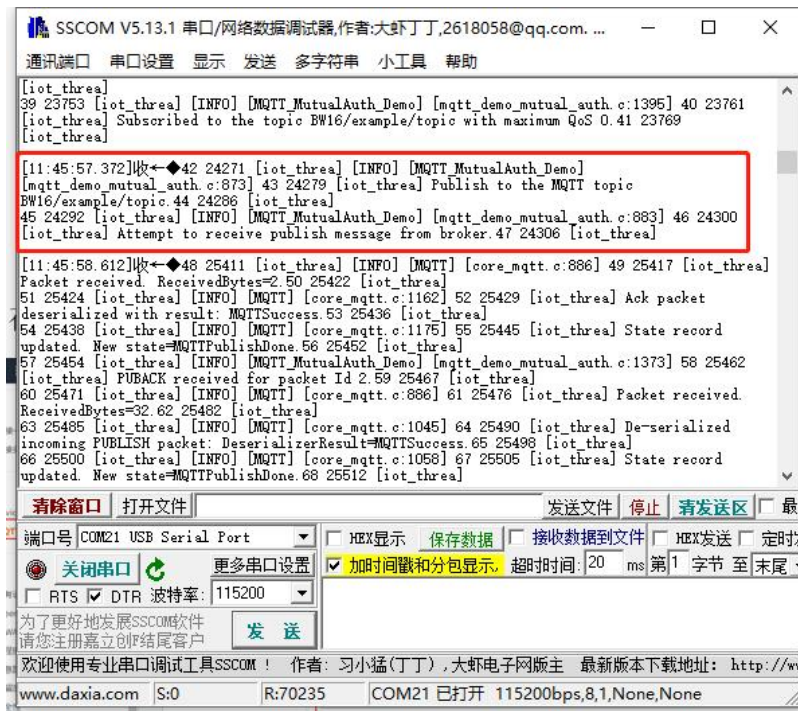 SSCOM V5.13.1 串口/网络数据调试器,作者:大虾丁丁,2618058@qq.com. ...
通讯端口 串口设置 显示 发送 多字符串 小工具 帮助
[iot_threa]
39 23753 [iot_threa] [INFO] [MQTT_MutualAuth_Demo] [mqtt_demo_mutual_auth.c:1395] 40 23761
[iot_threa] Subscribed to the topic BW16/example/topic with maximum QoS 0.41 23769
[iot_threa]
[11:45:57.372]收←◆42 24271 [iot_threa] [INFO] [MQTT_MutualAuth_Demo]
[mqtt_demo_mutual_auth.c:873] 43 24279 [iot_threa] Publish to the MQTT topic
BW16/example/topic.44 24286 [iot_threa]
45 24292 [iot_threa] [INFO] [MQTT_MutualAuth_Demo] [mqtt_demo_mutual_auth.c:883] 46 24300
[iot_threa] Attempt to receive publish message from broker.47 24306 [iot_threa]
[11:45:58.612]收←◆48 25411 [iot_threa] [INFO] [MQTT] [core_mqtt.c:886] 49 25417 [iot_threa]
Packet received. ReceivedBytes=2.50 25422 [iot_threa]
51 25424 [iot_threa] [INFO] [MQTT] [core_mqtt.c:1162] 52 25429 [iot_threa] Ack packet
deserialized with result: MQTTSuccess.53 25436 [iot_threa]
54 25438 [iot_threa] [INFO] [MQTT] [core_mqtt.c:1175] 55 25445 [iot_threa] State record
updated. New state=MQTTPublishDone.56 25452 [iot_threa]
57 25454 [iot_threa] [INFO] [MQTT_MutualAuth_Demo] [mqtt_demo_mutual_auth.c:1373] 58 25462
[iot_threa] PUBACK received for packet Id 2.59 25467 [iot_threa]
60 25471 [iot_threa] [INFO] [MQTT] [core_mqtt.c:886] 61 25476 [iot_threa] Packet received.
ReceivedBytes=32.62 25482 [iot_threa]
63 25485 [iot_threa] [INFO] [MQTT] [core_mqtt.c:1045] 64 25490 [iot_threa] De-serialized
incoming PUBLISH packet: DeserializerResult=MQTTSuccess.65 25498 [iot_threa]
66 25500 [iot_threa] [INFO] [MQTT] [core_mqtt.c:1058] 67 25505 [iot_threa] State record
updated. New state=MQTTPublishDone.68 25512 [iot_threa]
清除窗口 打开文件 发送文件 停止 清发送区 最
端口号 COM21 USB Serial Port HEX显示 保存数据 接收数据到文件 HEX发送 定时
关闭串口 更多串口设置 加时间戳和分包显示, 超时时间: 20 ms 第1 字节 至 末尾
RTS DTR 波特率: 115200
为了更好地发展SSCOM软件
请您注册嘉立创F结尾客户
发 送
欢迎使用专业串口调试工具SSCOM ! 作者: 习小猛(丁丁) ,大虾电子网版主 最新版本下载地址: http://w
www.daxia.com S:0 R:70235 COM21 已打开 115200bps,8,1,None,None